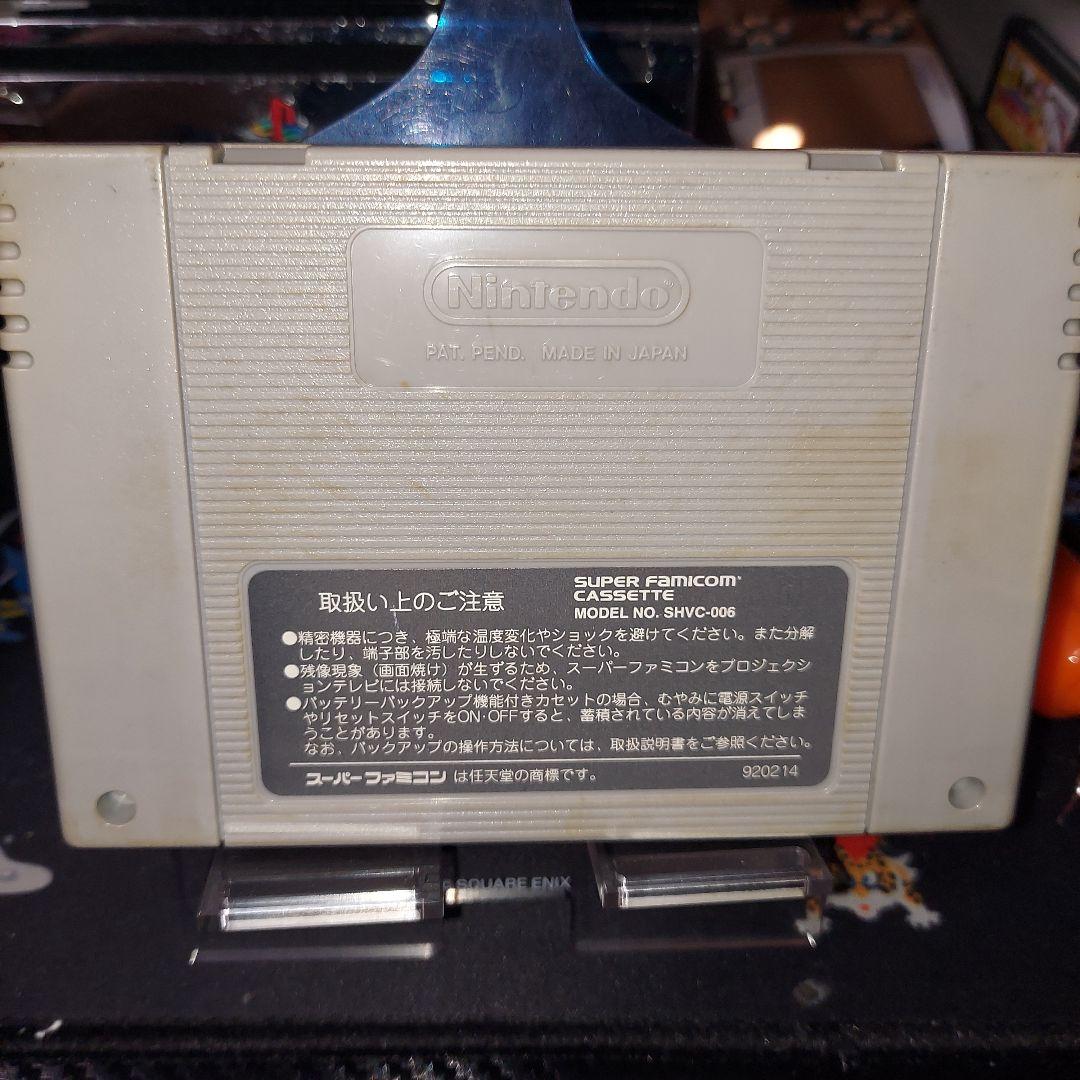 Nintendo
PAT. PEND. MADE IN JAPAN
取扱い上のご注意
SUPER FAMICOM
CASSETTE
MODEL NO. SHVC-006
●精密機器につき、極端な温度変化やショックを避けてください。また分解
したり、端子部を汚したりしないでください。
●残像現象（画面焼け）が生ずるため、スーパーファミコンをプロジェクシ
ョンテレビには接続しないでください。
●バッテリーバックアップ機能付きカセットの場合、むやみに電源スイッチ
やリセットスイッチをON·OFFすると、蓄積されている内容が消えてしま
うことがあります。
なお、バックアップの操作方法については、取扱説明書をご参照ください。
スーパーファミコン は任天堂の商標です。
920214
SQUARE ENIX